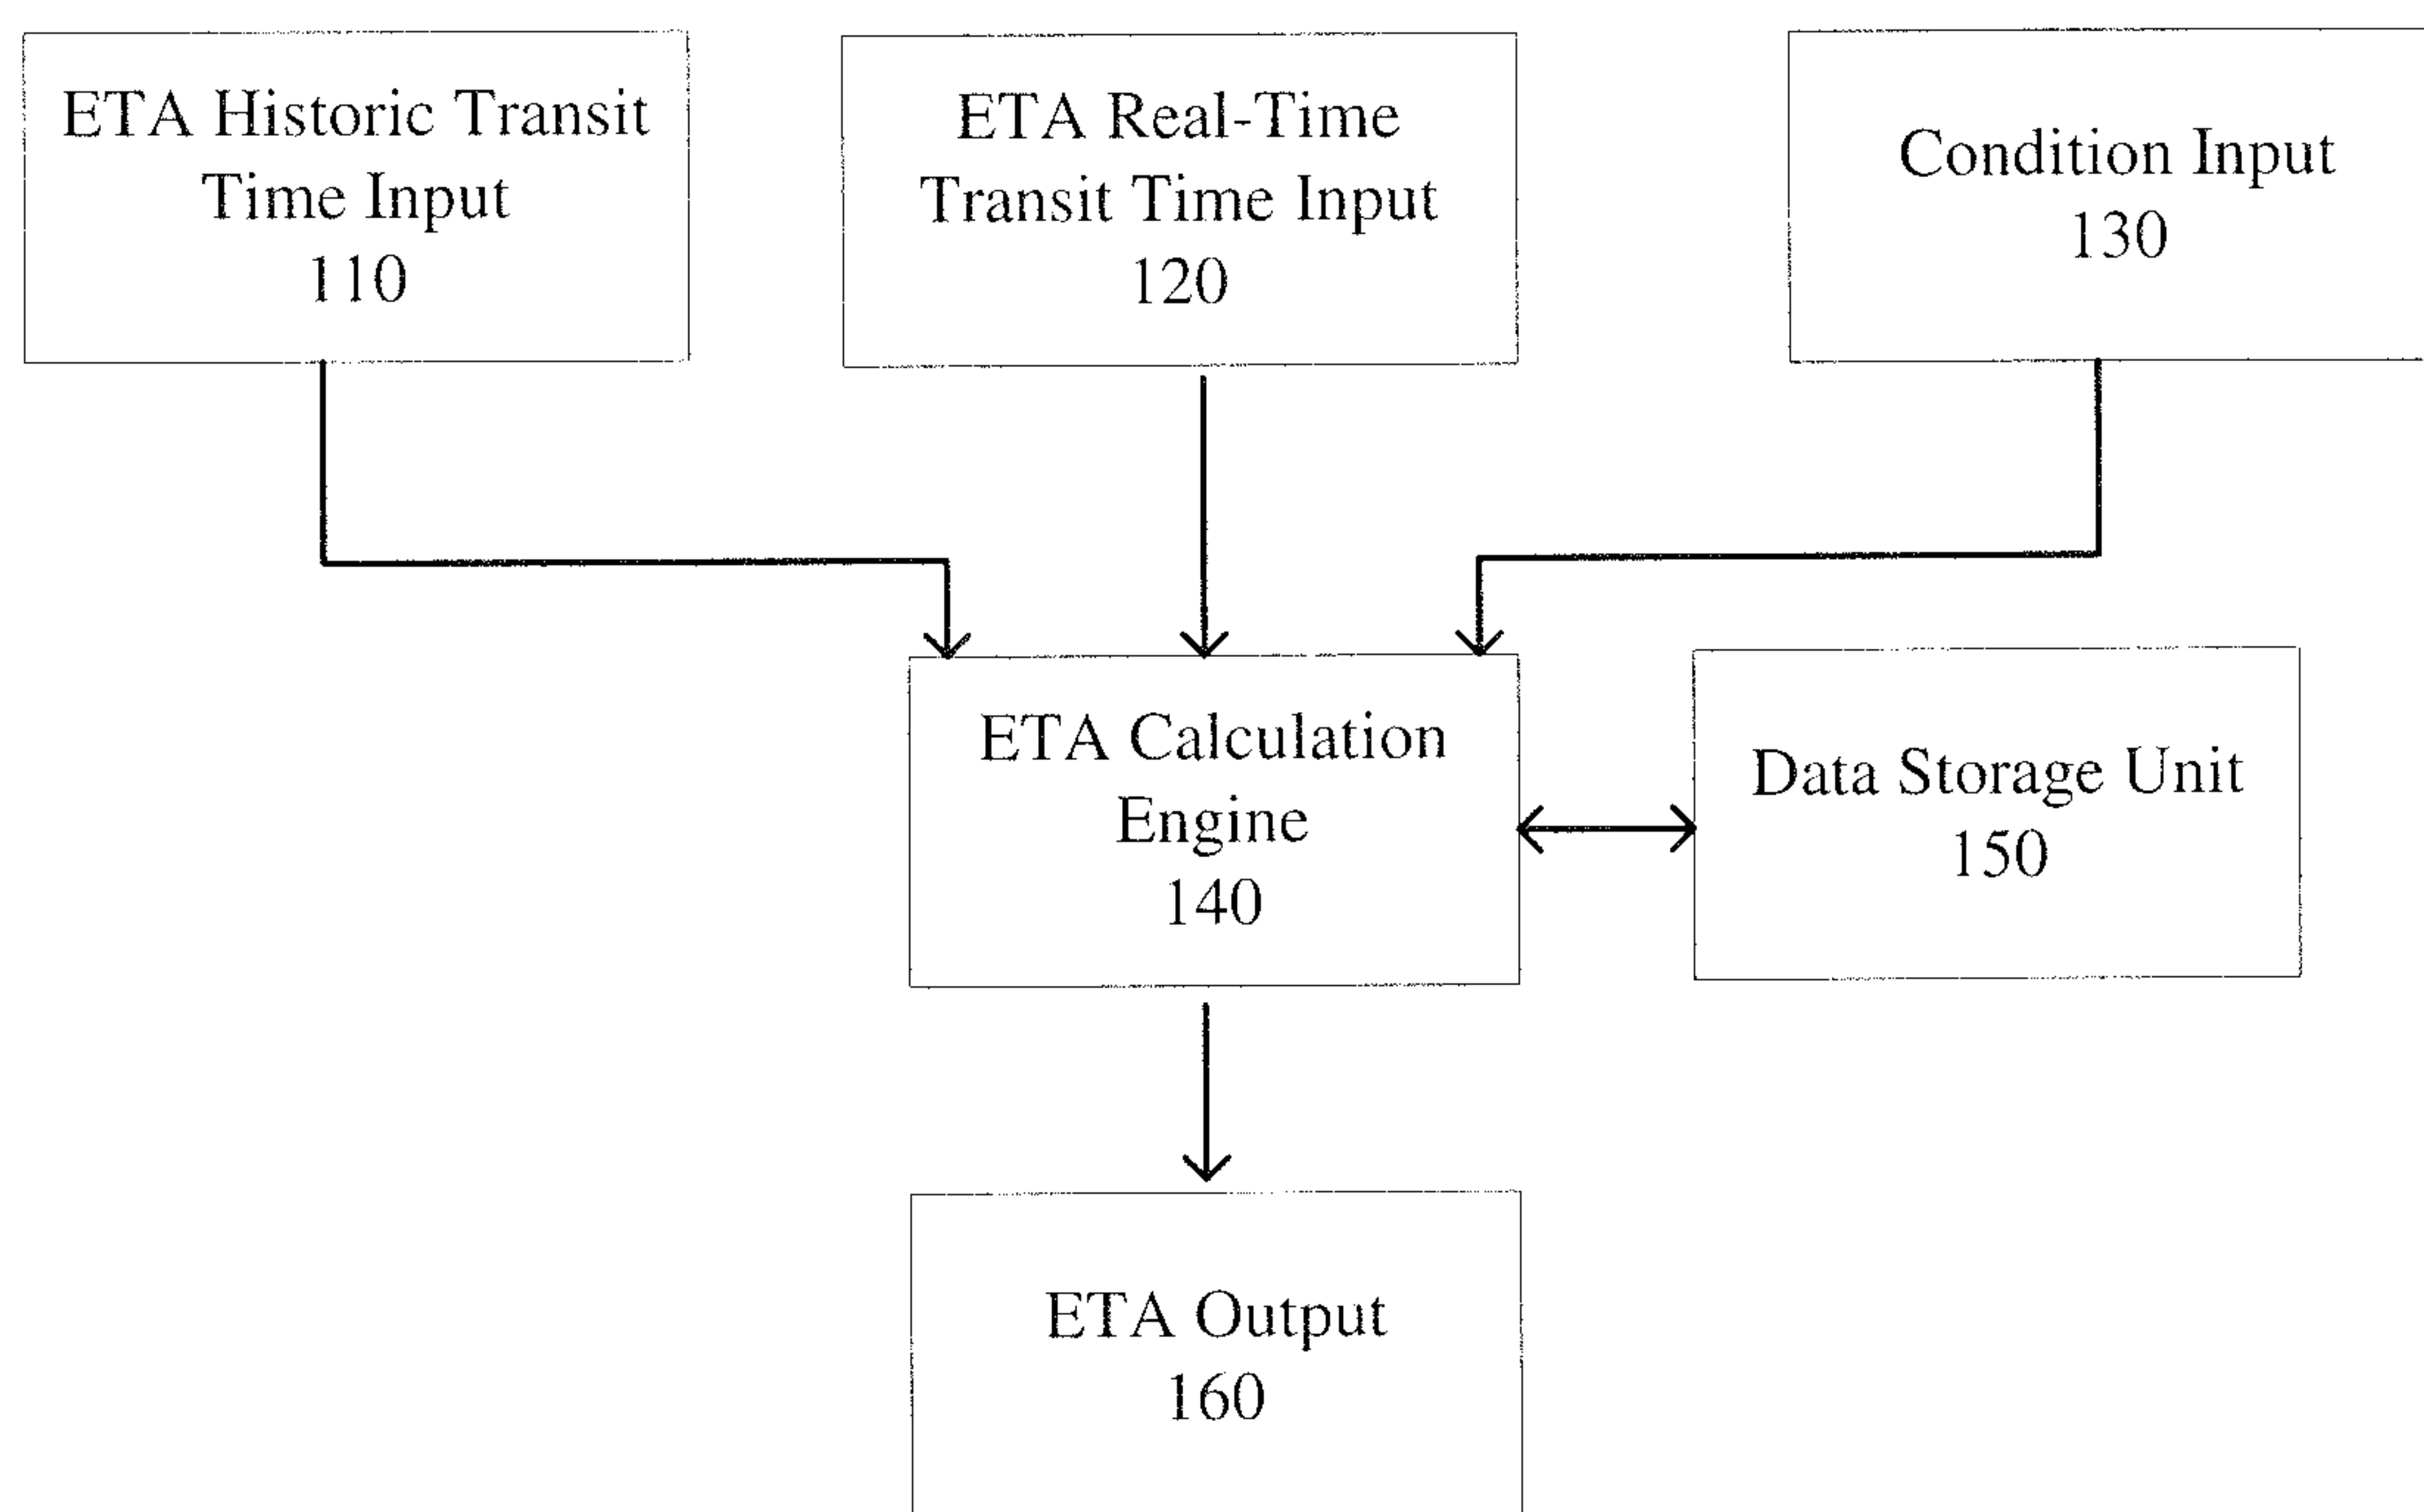 ETA Historic Transit
Time Input
110
ETA Real-Time
Transit Time Input
120
Condition Input
130
ETA Calculation
Engine
140
Data Storage Unit
150
ETA Output
160